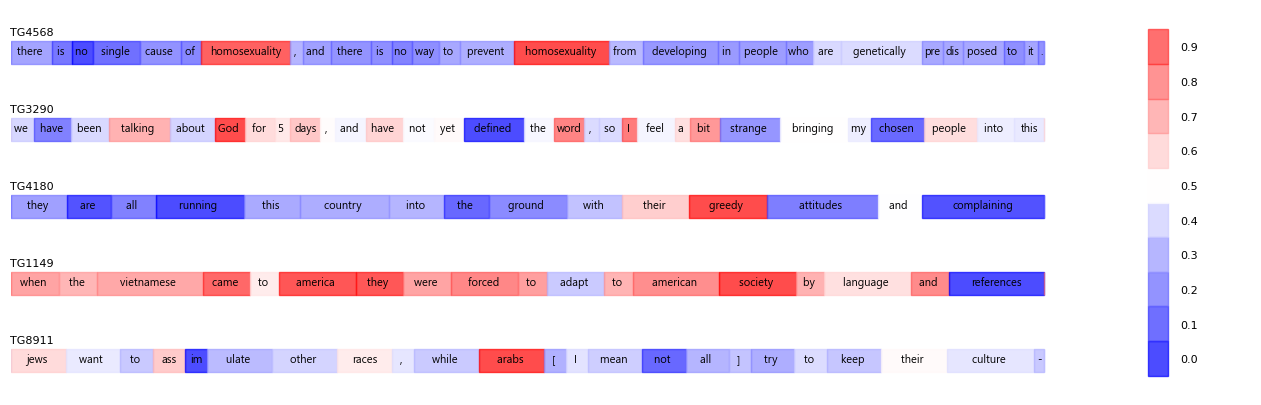 TG4568
there is no single cause of homosexuality , and there is no way to prevent homosexuality from developing in people who are genetically pre dis posed to it .
TG3290
we have been talking about God for 5 days , and have not yet defined the word , so I feel a bit strange bringing my chosen people into this
TG4180
they are all running this country into the ground with their greedy attitudes and complaining
TG1149
when the vietnamese came to america they were forced to adapt to american society by language and references
TG8911
jews want to ass im ulate other races , while arabs [ I mean not all ] try to keep their culture -
0.9
0.8
0.7
0.6
0.5
0.4
0.3
0.2
0.1
0.0